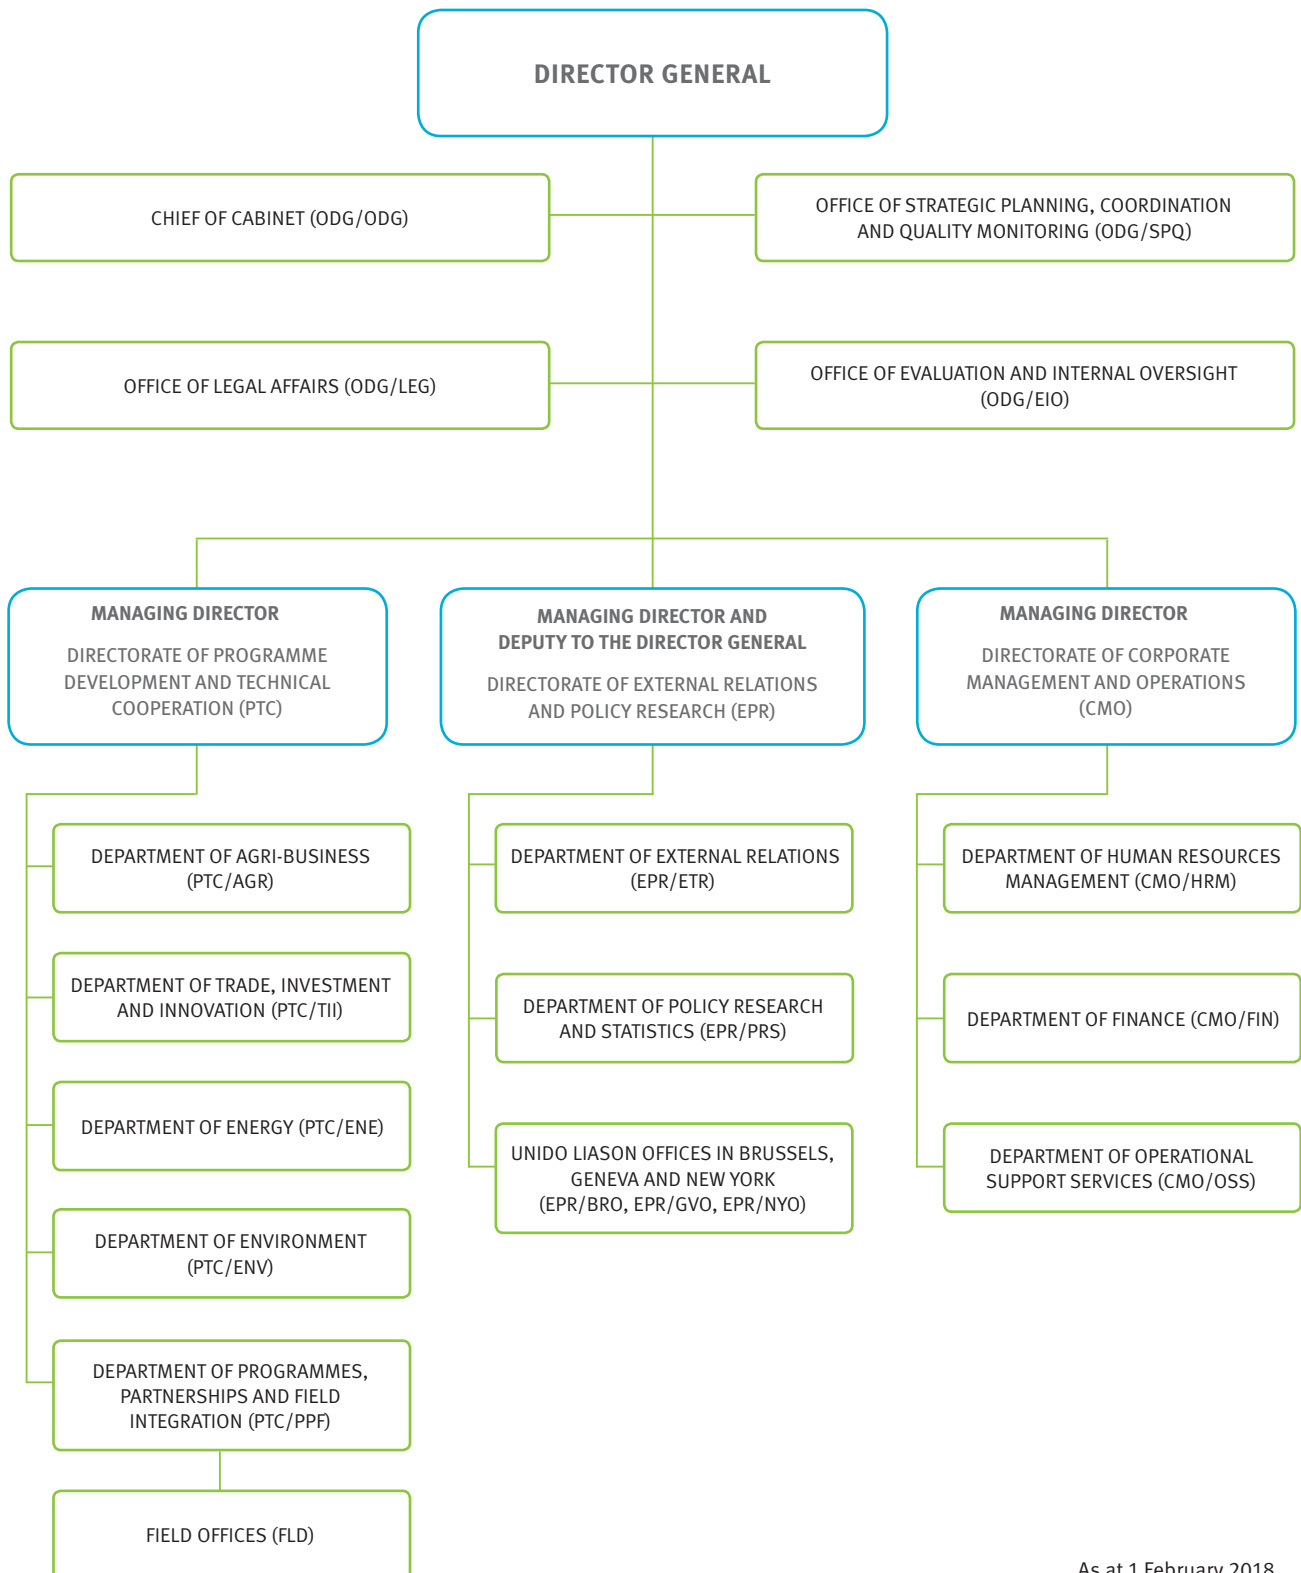 DIRECTOR GENERAL
CHIEF OF CABINET (ODG/ODG)
OFFICE OF STRATEGIC PLANNING, COORDINATION
AND QUALITY MONITORING (ODG/SPQ)
OFFICE OF LEGAL AFFAIRS (ODG/LEG)
OFFICE OF EVALUATION AND INTERNAL OVERSIGHT
(ODG/EIO)
MANAGING DIRECTOR
DIRECTORATE OF PROGRAMME
DEVELOPMENT AND TECHNICAL
COOPERATION (PTC)
MANAGING DIRECTOR AND
DEPUTY TO THE DIRECTOR GENERAL
DIRECTORATE OF EXTERNAL RELATIONS
AND POLICY RESEARCH (EPR)
MANAGING DIRECTOR
DIRECTORATE OF CORPORATE
MANAGEMENT AND OPERATIONS
(CMO)
DEPARTMENT OF AGRI-BUSINESS
(PTC/AGR)
DEPARTMENT OF TRADE, INVESTMENT
AND INNOVATION (PTC/TII)
DEPARTMENT OF ENERGY (PTC/ENE)
DEPARTMENT OF ENVIRONMENT
(PTC/ENV)
DEPARTMENT OF PROGRAMMES,
PARTNERSHIPS AND FIELD
INTEGRATION (PTC/PPF)
FIELD OFFICES (FLD)
DEPARTMENT OF EXTERNAL RELATIONS
(EPR/ETR)
DEPARTMENT OF POLICY RESEARCH
AND STATISTICS (EPR/PRS)
UNIDO LIASON OFFICES IN BRUSSELS,
GENEVA AND NEW YORK
(EPR/BRO, EPR/GVO, EPR/NYO)
DEPARTMENT OF HUMAN RESOURCES
MANAGEMENT (CMO/HRM)
DEPARTMENT OF FINANCE (CMO/FIN)
DEPARTMENT OF OPERATIONAL
SUPPORT SERVICES (CMO/OSS)
As at 1 February 2018